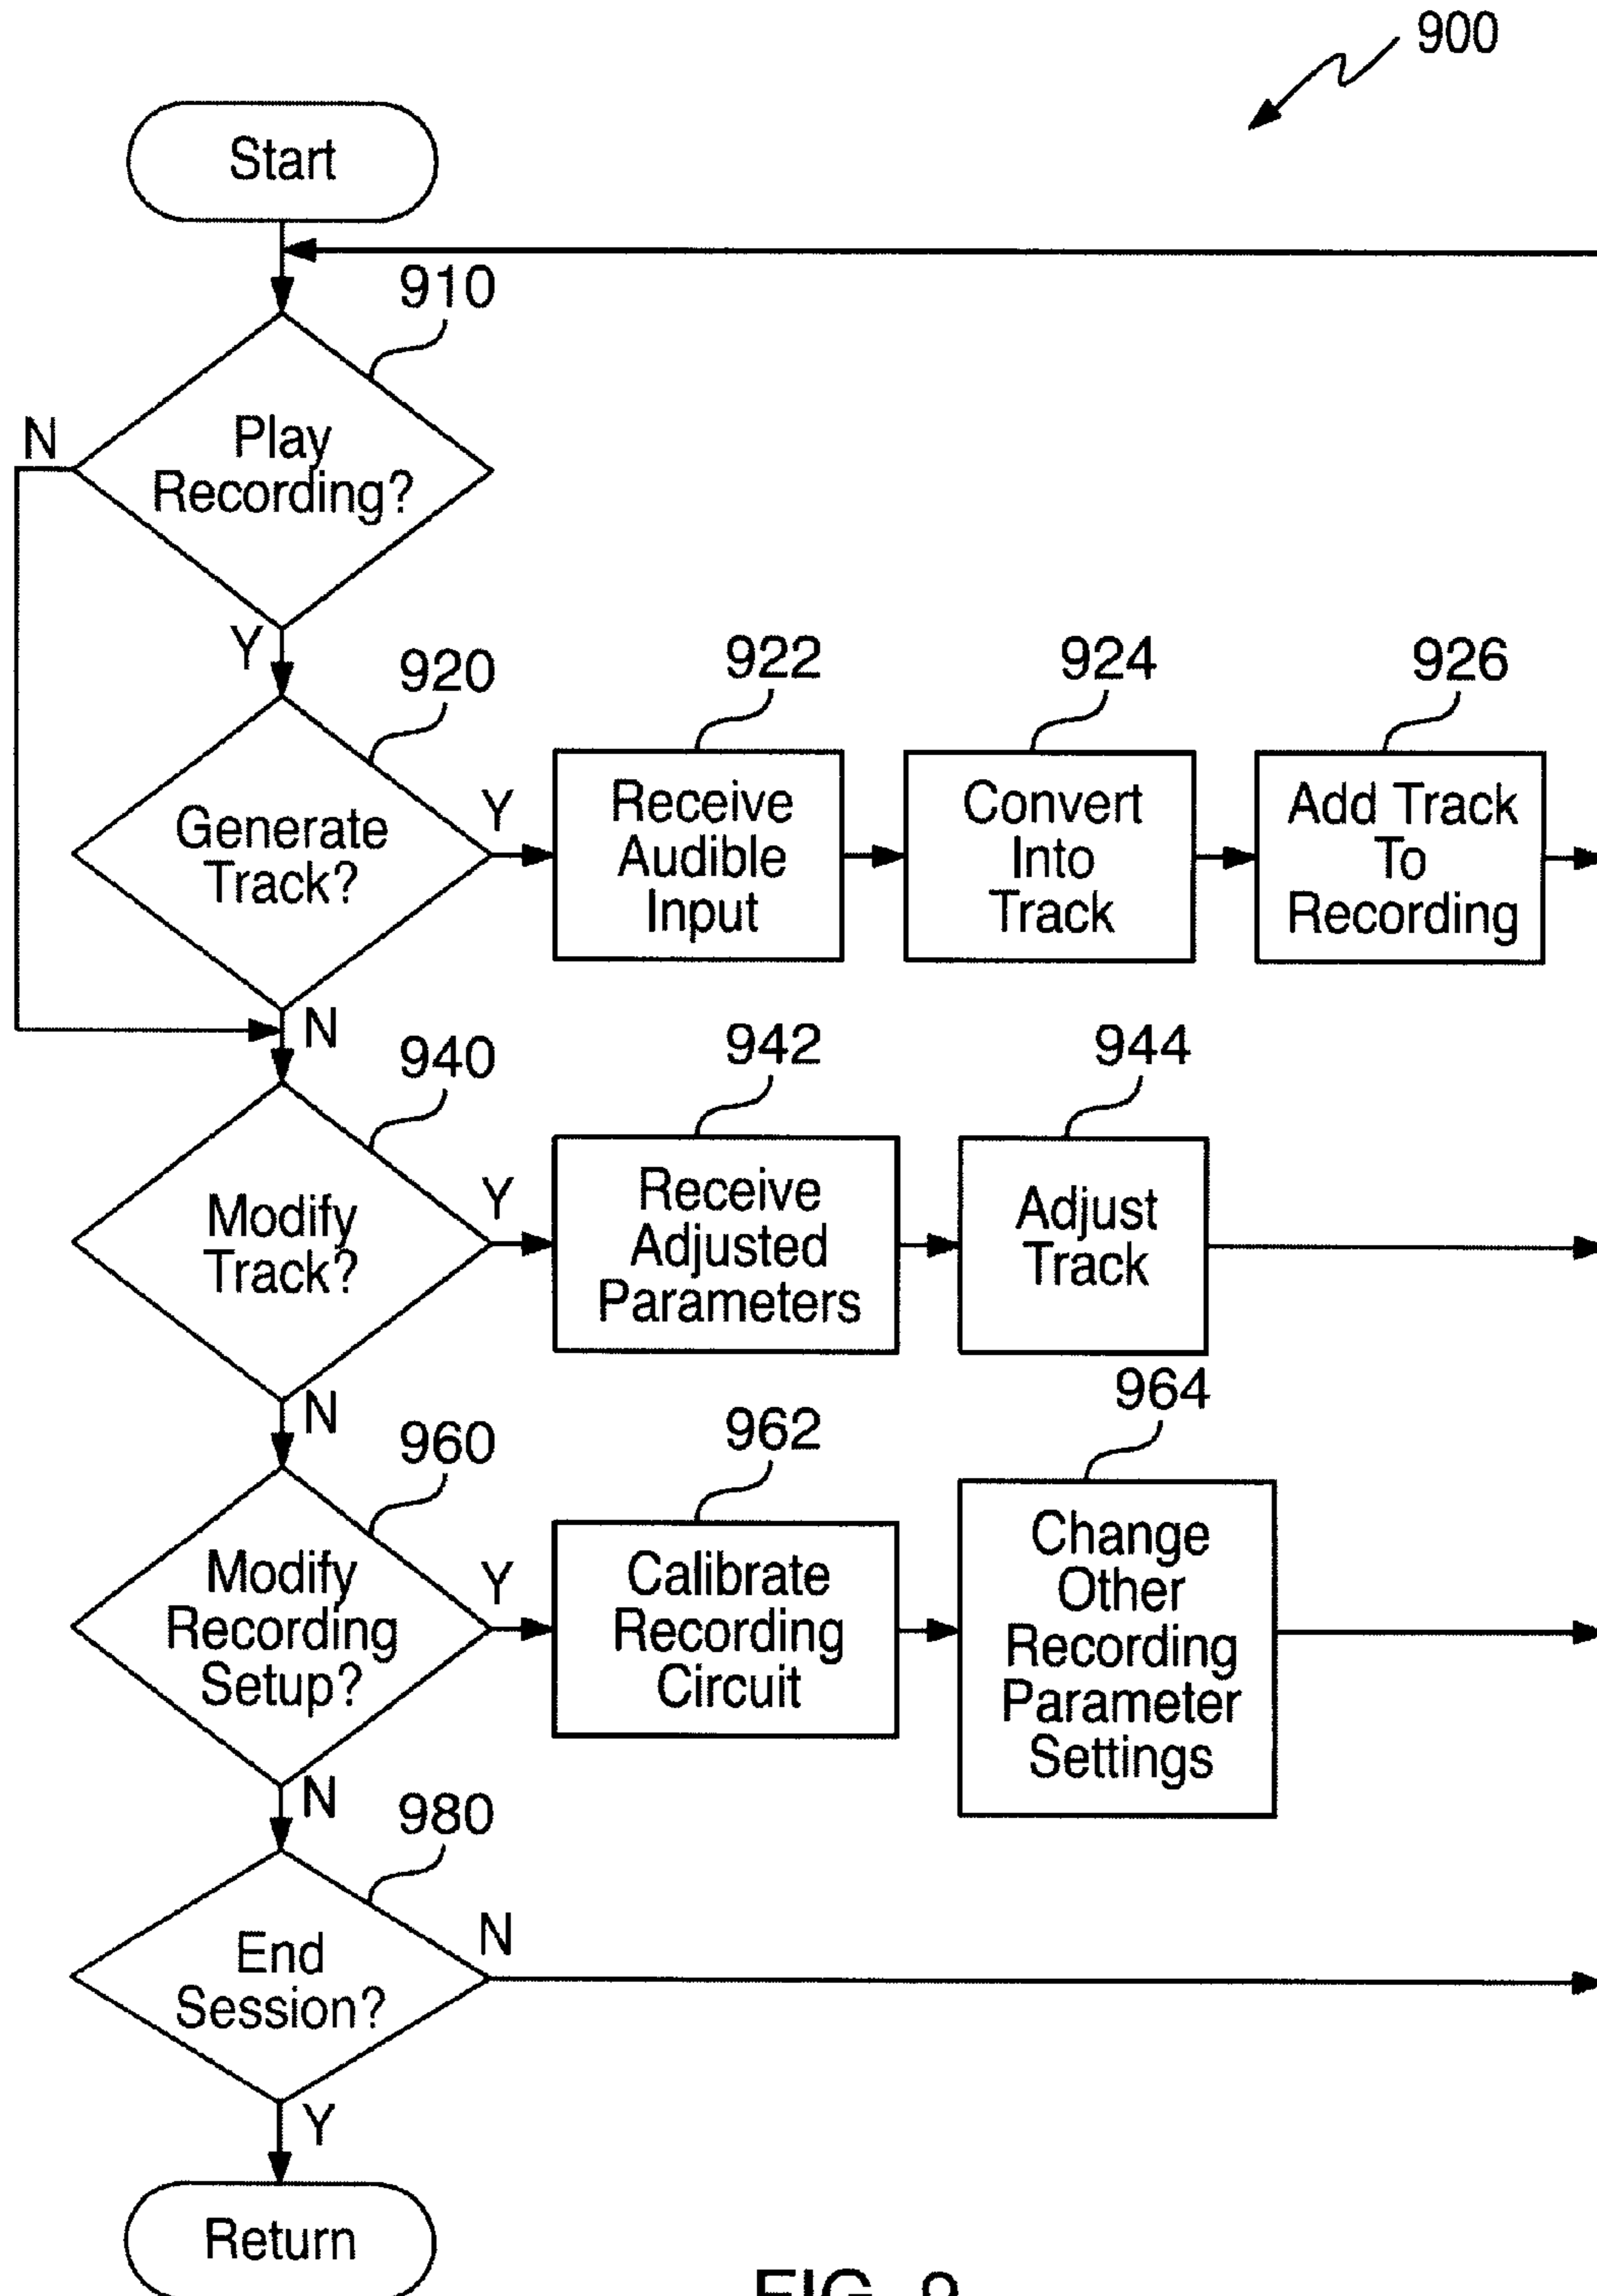 900
Start
910
N
Play
Recording?
Y
920
922
924
926
Generate
Track?
Y
Receive
Audible
Input
Convert
Into
Track
Add Track
To
Recording
N
940
942
944
Modify
Track?
Y
Receive
Adjusted
Parameters
Adjust
Track
N
960
962
964
Modify
Recording
Setup?
Y
Calibrate
Recording
Circuit
Change
Other
Recording
Parameter
Settings
N
980
End
Session?
N
Y
Return
FIG. 9